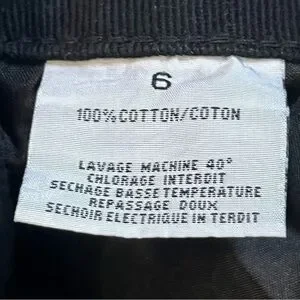 6
100%COTTON/COTON
LAVAGE MACHINE 40°
CHLORAGE INTERDIT
SECHAGE BASSE TEMPERATURE
REPASSAGE DOUX
SECHOIR ELECTRIQUE IN TERDIT